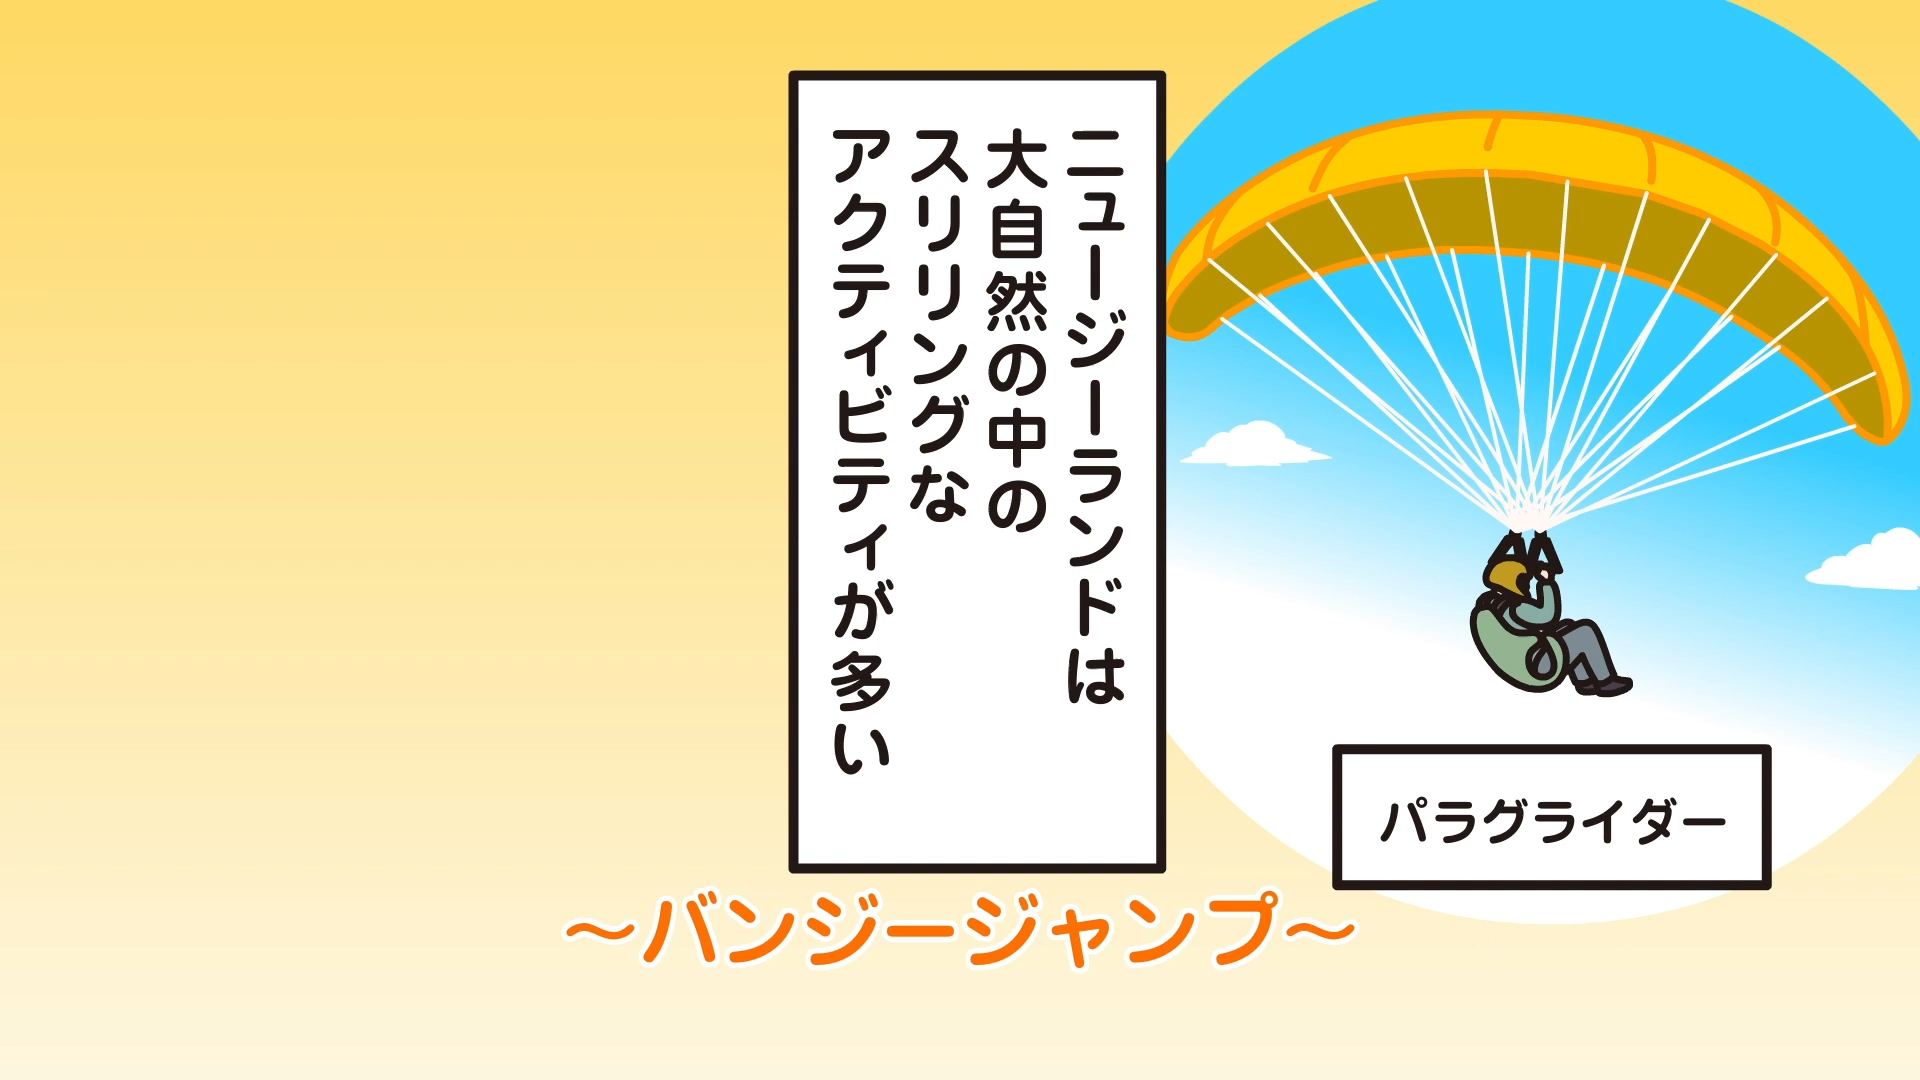 ニュージーランドは
大自然の中の
スリリングな
アクティビティが多い
パラグライダー
～バンジージャンプ～